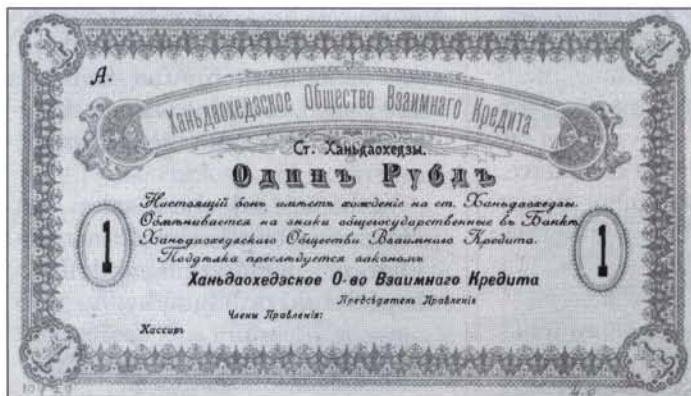 А.
Ханьдаохедзское Общество Взаимнаго Кредита
Ст. Ханьдаохедзы.
Одинъ Рубль
Настоящій бонъ имѣетъ хожденіе на ст. Ханьдаохедзы.
1
Обмѣнивается на знаки общегосударственные въ Банкѣ
1
Ханьдаохедзскаго Общества Взаимнаго Кредита.
Поддѣлка преслѣдуется закономъ
Ханьдаохедзское О-во Взаимнаго Кредита
Предсѣдатель Правленія
Члены Правленія:
Кассиръ